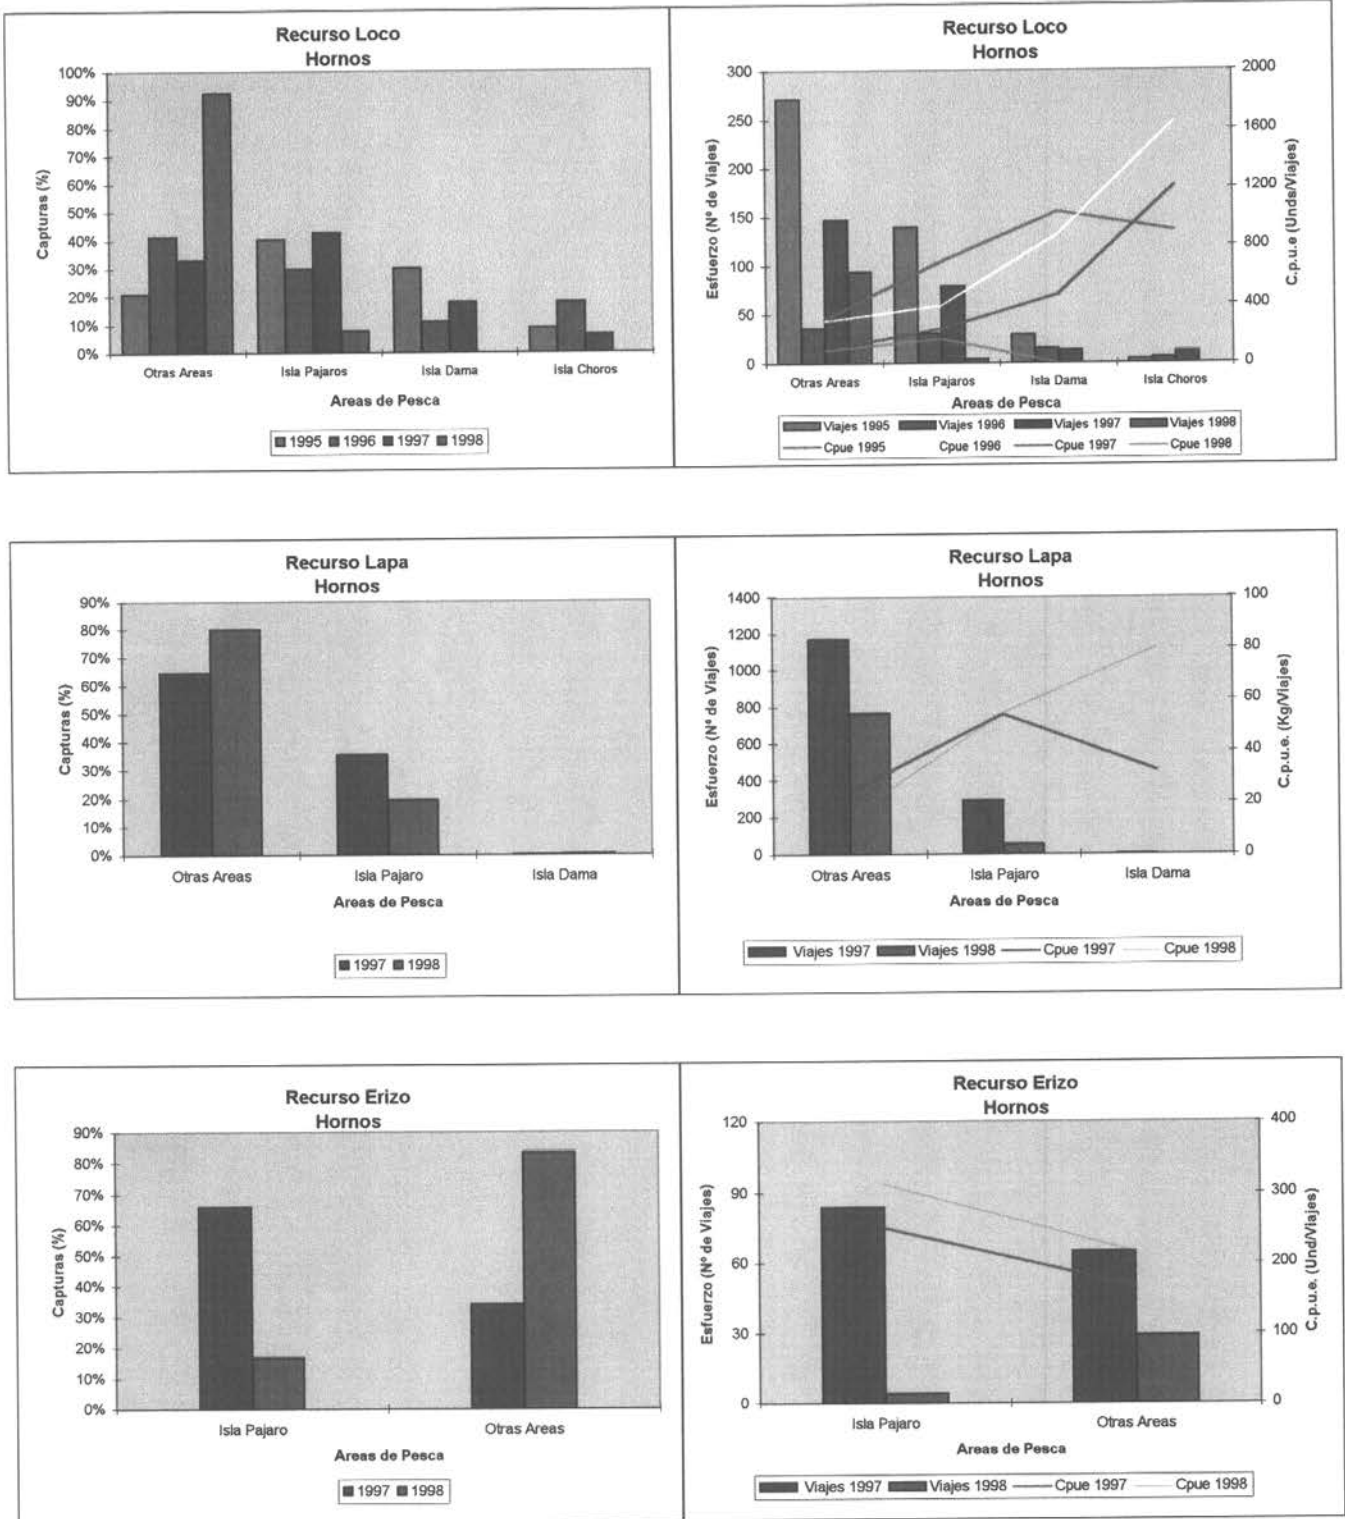 Recurso Loco
Hornos
100%
90%
80%
70%
60%
50%
40%
30%
20%
10%
0%
Capturas (%)
Otras Areas Isla Pajaros Isla Dama Isla Choros
Areas de Pesca
1995 1996 1997 1998
Recurso Loco
Hornos
300
250
200
150
100
50
0
Esfuerzo (Nº de Viajes)
2000
1600
1200
800
400
0
C.p.u.e (Unds/Viajes)
Otras Areas Isla Pajaros Isla Dama Isla Choros
Areas de Pesca
Viajes 1995 Viajes 1996 Viajes 1997 Viajes 1998
Cpue 1995 Cpue 1996 Cpue 1997 Cpue 1998
Recurso Lapa
Hornos
90%
80%
70%
60%
50%
40%
30%
20%
10%
0%
Capturas (%)
Otras Areas Isla Pajaro Isla Dama
Areas de Pesca
1997 1998
Recurso Lapa
Hornos
1400
1200
1000
800
600
400
200
0
Esfuerzo (Nº de Viajes)
100
80
60
40
20
0
C.p.u.e. (Kg/Viajes)
Otras Areas Isla Pajaro Isla Dama
Areas de Pesca
Viajes 1997 Viajes 1998 Cpue 1997 Cpue 1998
Recurso Erizo
Hornos
90%
80%
70%
60%
50%
40%
30%
20%
10%
0%
Capturas (%)
Isla Pajaro Otras Areas
Areas de Pesca
1997 1998
Recurso Erizo
Hornos
120
90
60
30
0
Esfuerzo (Nº de Viajes)
400
300
200
100
0
C.p.u.e. (Und/Viajes)
Isla Pajaro Otras Areas
Areas de Pesca
Viajes 1997 Viajes 1998 Cpue 1997 Cpue 1998